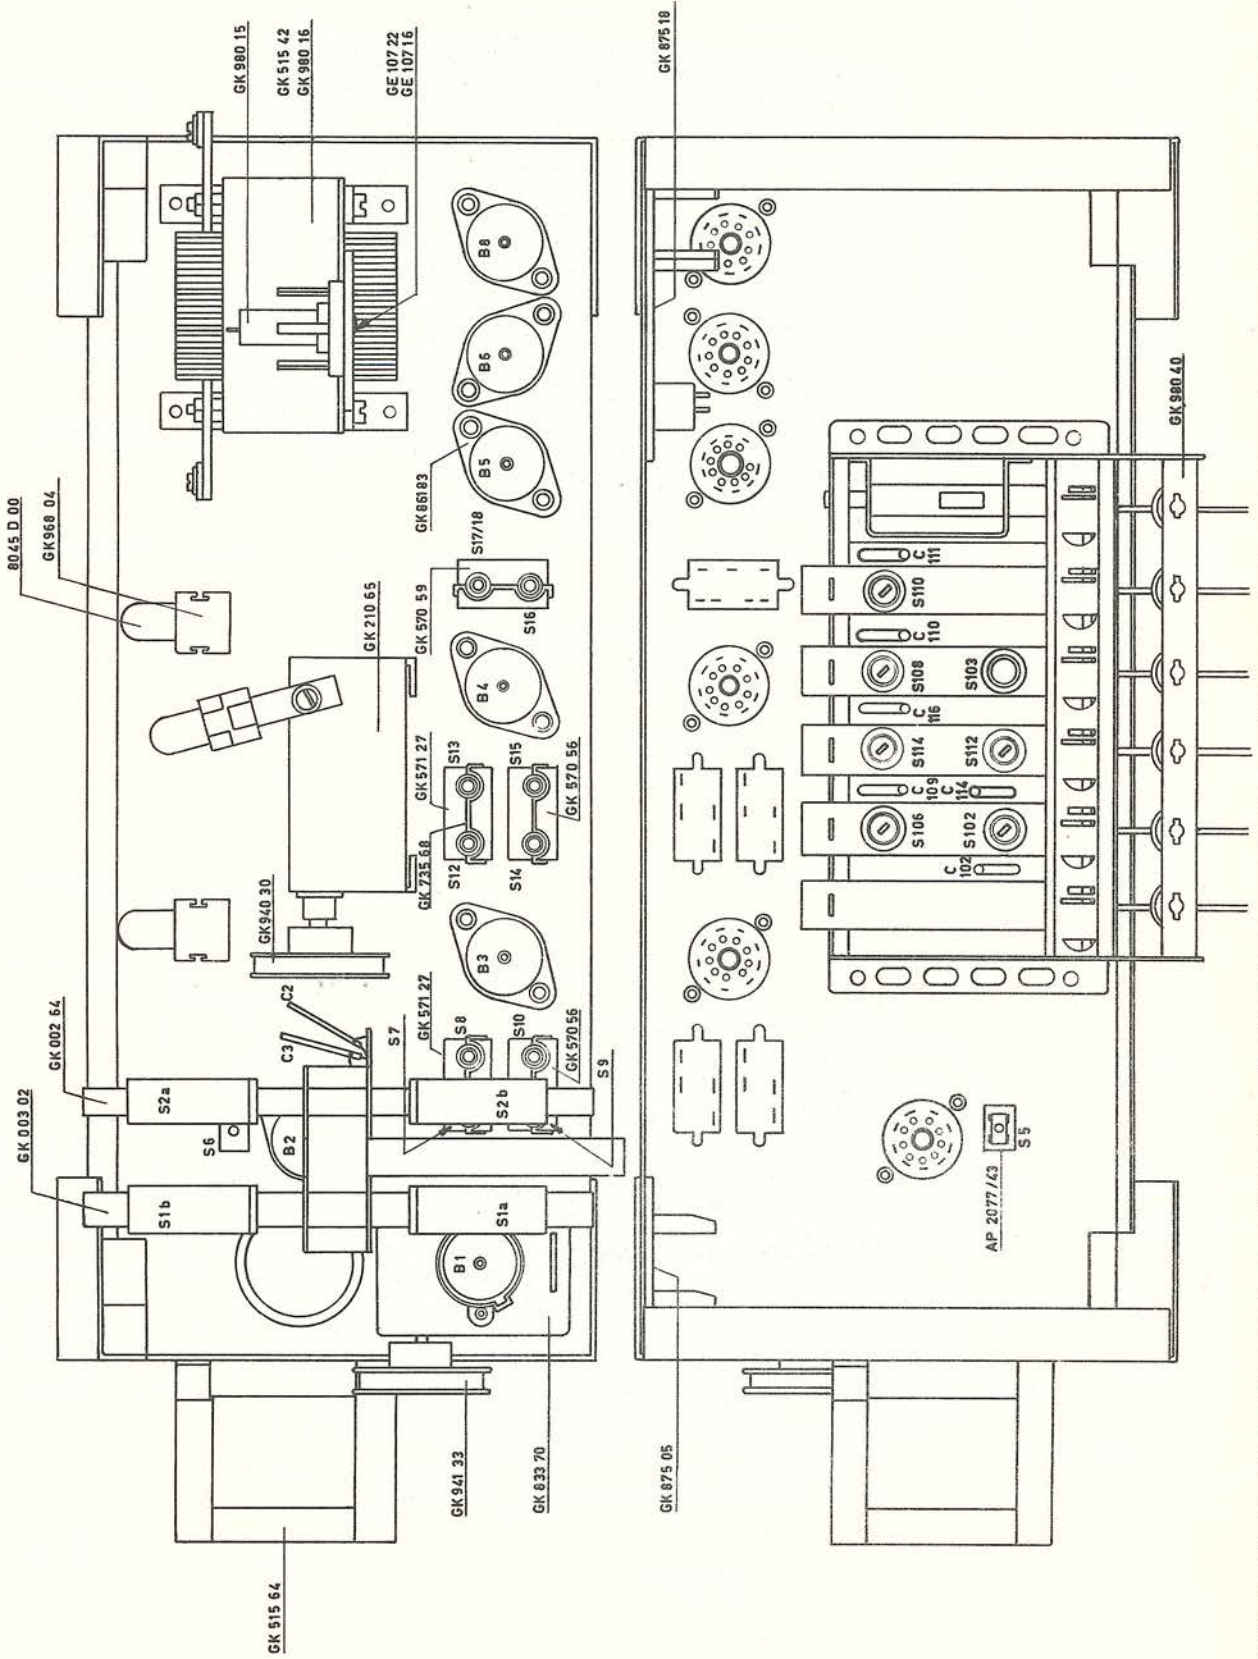 8045 D 00
GK968 04
GK 980 15
GK 515 42
GK 980 16
GE 107 22
GE 107 16
GK 875 18
GK 002 64
GK 003 02
GK 515 64
GK 941 33
GK 833 70
GK 875 05
GK 940 30
GK 210 65
GK 735 68
GK 571 27
GK 570 56
GK 570 59
GK 86183
GK 571 27
GK 570 56
GK 980 40
AP 2077/43
S1b
S1a
S2a
S2b
S6
S7
S8
S9
S10
S12
S13
S14
S15
S16
S17/18
C3
C2
B1
B2
B3
B4
B5
B6
B8
S5
S106
S102
S114
S112
S108
S103
S110
C
102
C
109
C
114
C
116
C
110
C
111